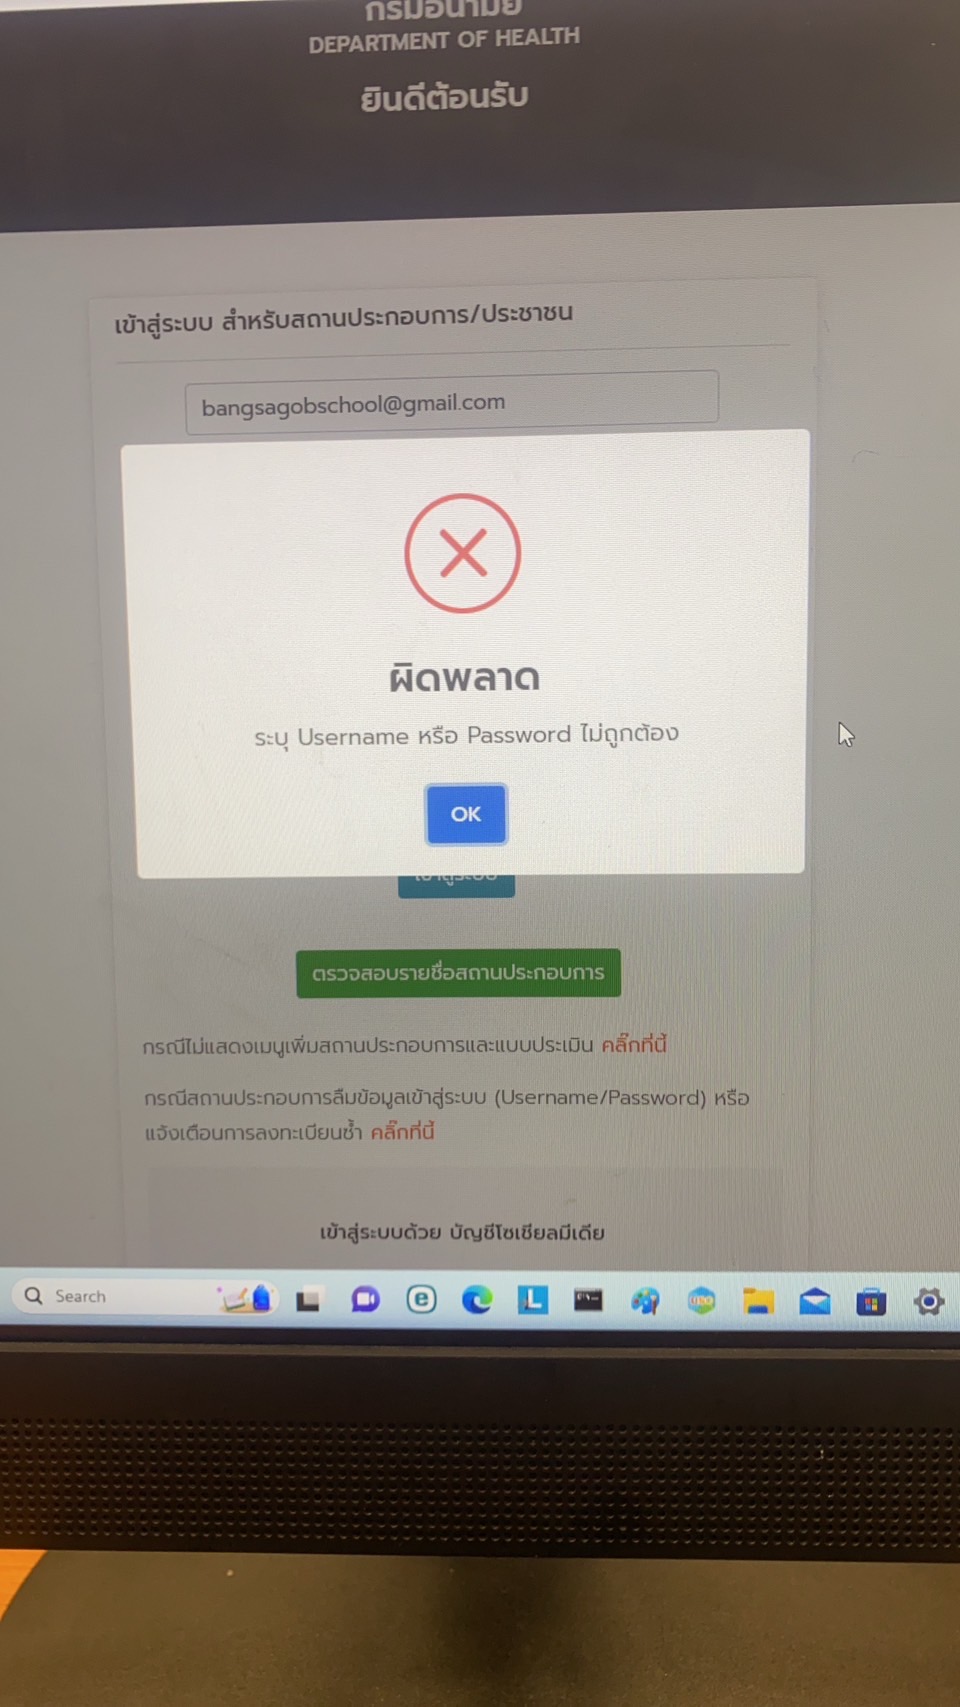 กรมอนามัย
DEPARTMENT OF HEALTH
ยินดีต้อนรับ
เข้าสู่ระบบ สำหรับสถานประกอบการ/ประชาชน
bangsagobschool@gmail.com
ผิดพลาด
ระบุ Username หรือ Password ไม่ถูกต้อง
OK
เข้าสู่ระบบ
ตรวจสอบรายชื่อสถานประกอบการ
กรณีไม่แสดงเมนูเพิ่มสถานประกอบการและแบบประเมิน คลิ๊กที่นี้
กรณีสถานประกอบการลืมข้อมูลเข้าสู่ระบบ (Username/Password) หรือ
แจ้งเตือนการลงทะเบียนซ้ำ คลิ๊กที่นี้
เข้าสู่ระบบด้วย บัญชีโซเชียลมีเดีย
Search